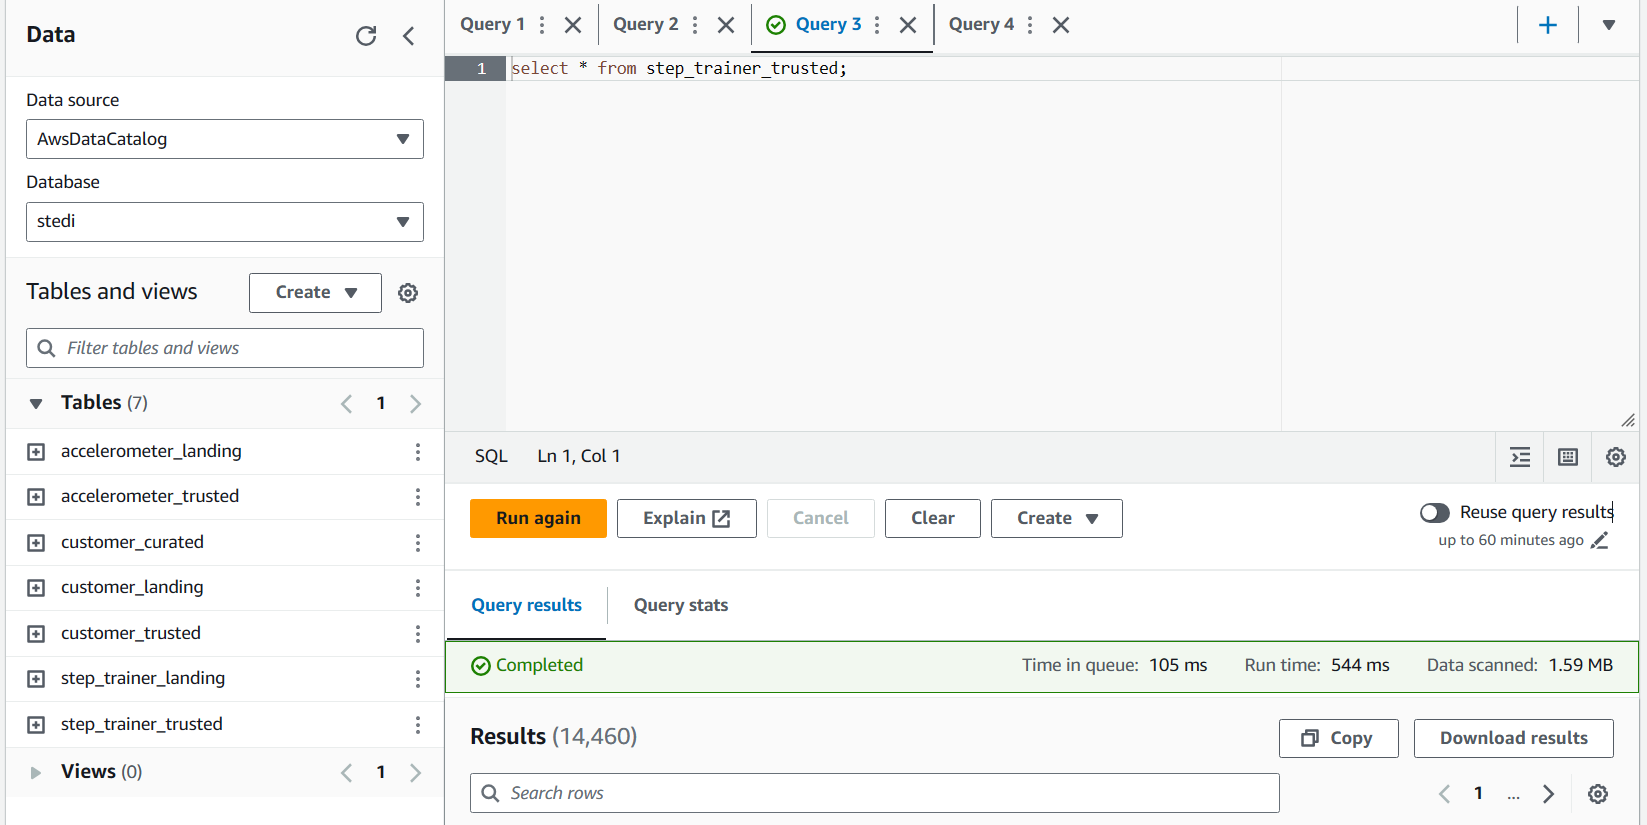 Data
Data source
AwsDataCatalog
Database
stedi
Tables and views
Create
Filter tables and views
Tables (7)
1
accelerometer_landing
accelerometer_trusted
customer_curated
customer_landing
customer_trusted
step_trainer_landing
step_trainer_trusted
Views (0)
1
Query 1
Query 2
Query 3
Query 4
1 select * from step_trainer_trusted;
SQL Ln 1, Col 1
Run again
Explain
Cancel
Clear
Create
Reuse query results
up to 60 minutes ago
Query results
Query stats
Completed
Time in queue: 105 ms Run time: 544 ms Data scanned: 1.59 MB
Results (14,460)
Copy
Download results
Search rows
1 ...